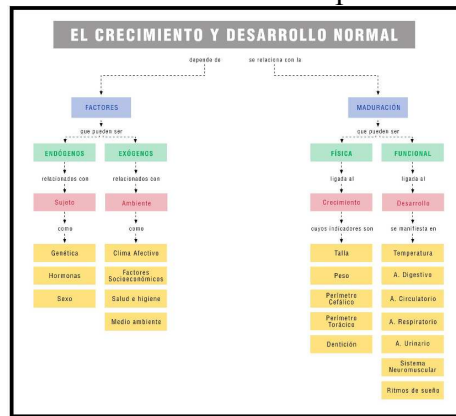 EL CRECIMIENTO Y DESARROLLO NORMAL
depende de
se relaciona con la
FACTORES
MADURACIÓN
que pueden ser
que pueden ser
ENDÓGENOS
EXÓGENOS
FÍSICA
FUNCIONAL
relacionados con
relacionados con
ligada al
ligada al
Sujeto
Ambiente
Crecimiento
Desarrollo
como
como
cuyos indicadores son
se manifiesta en
Genética
Clima Afectivo
Talla
Temperatura
Hormonas
Factores
Socioeconómicos
Peso
A. Digestivo
Sexo
Salud e higiene
Perímetro
Cefálico
A. Circulatorio
Medio ambiente
Perímetro
Torácico
A. Respiratorio
Dentición
A. Urinario
Sistema
Neuromuscular
Ritmos de sueño